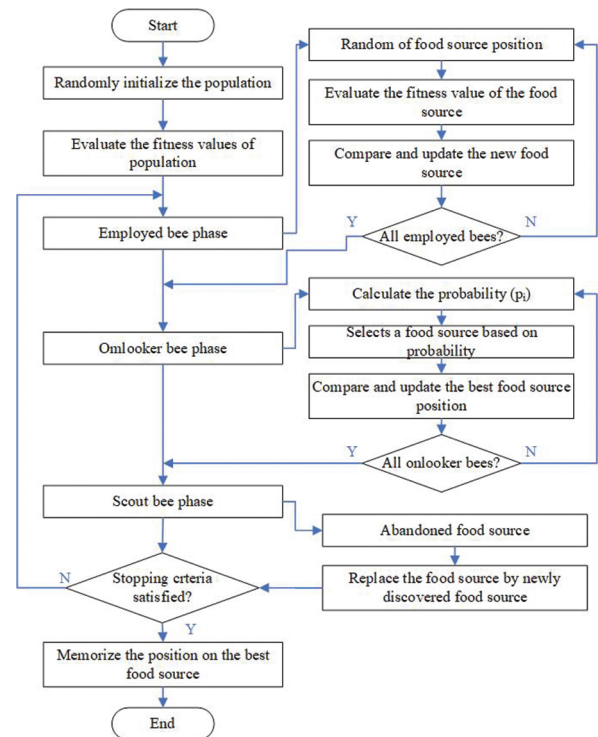 Start
Randomly initialize the population
Evaluate the fitness values of
population
Employed bee phase
Random of food source position
Evaluate the fitness value of the food
source
Compare and update the new food
source
Y
All employed bees?
N
Omlooker bee phase
Calculate the probability (pi)
Selects a food source based on
probability
Compare and update the best food source
position
Y
All onlooker bees?
N
Scout bee phase
Abandoned food source
Replace the food source by newly
discovered food source
N
Stopping crteria
satisfied?
Y
Memorize the position on the best
food source
End